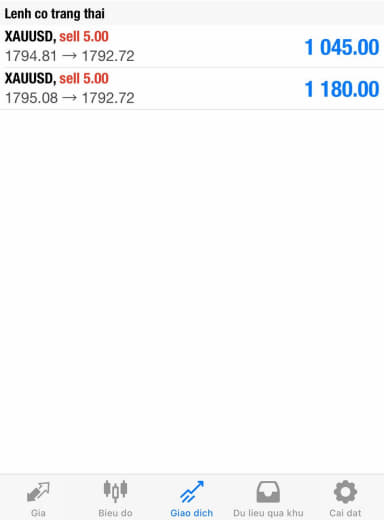 Lenh co trang thai
XAUUSD, sell 5.00
1794.81 → 1792.72
1 045.00
XAUUSD, sell 5.00
1795.08 → 1792.72
1 180.00
Gia
Bieu do
Giao dich
Du lieu qua khu
Cai dat